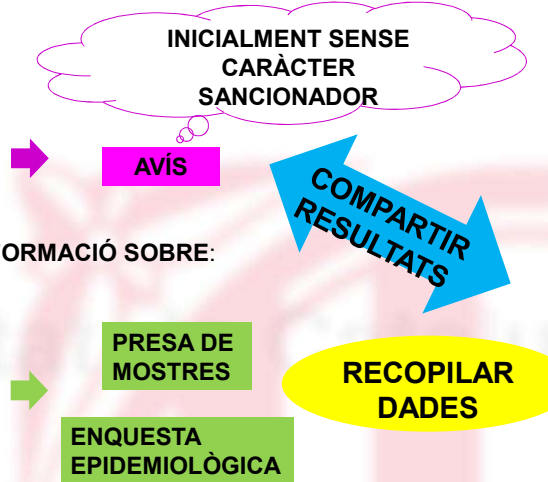 INICIALMENT SENSE
CARÀCTER
SANCIONADOR
AVÍS
COMPARTIR
RESULTATS
ORMACIÓ SOBRE:
PRESA DE
MOSTRES
RECOPILAR
DADES
ENQUESTA
EPIDEMIOLÒGICA